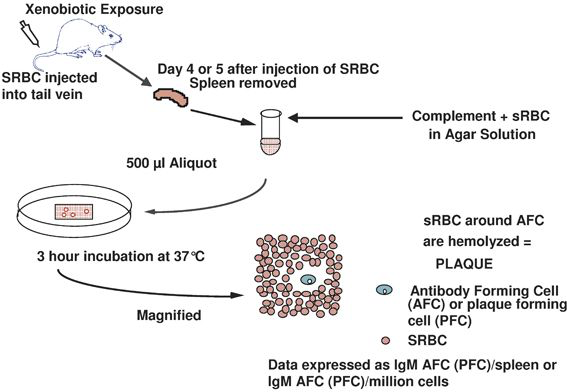 Xenobiotic Exposure
SRBC injected
into tail vein
Day 4 or 5 after injection of SRBC
Spleen removed
Complement + sRBC
in Agar Solution
500 µl Aliquot
3 hour incubation at 37°C
Magnified
sRBC around AFC
are hemolyzed =
PLAQUE
Antibody Forming Cell
(AFC) or plaque forming
cell (PFC)
SRBC
Data expressed as IgM AFC (PFC)/spleen or
IgM AFC (PFC)/million cells